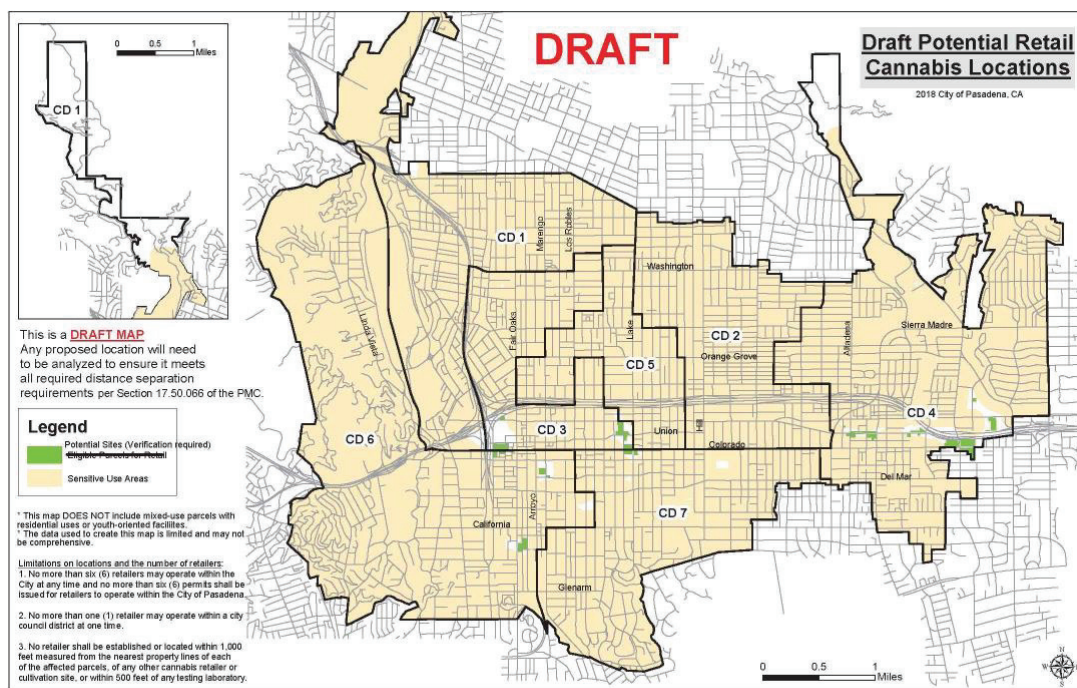 DRAFT
Draft Potential Retail
Cannabis Locations
2018 City of Pasadena, CA
0 0.5 1
Miles
CD 1
This is a DRAFT MAP
Any proposed location will need
to be analyzed to ensure it meets
all required distance separation
requirements per Section 17.50.066 of the PMC.
Legend
Potential Sites (Verification required)
Eligible Parcels for Retail
Sensitive Use Areas
* This map DOES NOT include mixed-use parcels with
residential uses or youth-oriented facilities.
* The data used to create this map is limited and may not
be comprehensive.
Limitations on locations and the number of retailers:
1. No more than six (6) retailers may operate within the
City at any time and no more than six (6) permits shall be
issued for retailers to operate within the City of Pasadena.
2. No more than one (1) retailer may operate within a city
council district at one time.
3. No retailer shall be established or located within 1,000
feet measured from the nearest property lines of each
of the affected parcels, of any other cannabis retailer or
cultivation site, or within 500 feet of any testing laboratory.
CD 1
Marengo
Los Robles
Washington
Linda Vista
Fair Oaks
Lake
CD 2
Orange Grove
Altadena
Sierra Madre
CD 5
CD 6
CD 3
Union
Hill
Colorado
CD 4
Del Mar
California
Arroyo
CD 7
Glenarm
0 0.5 1
Miles
N
W E
S